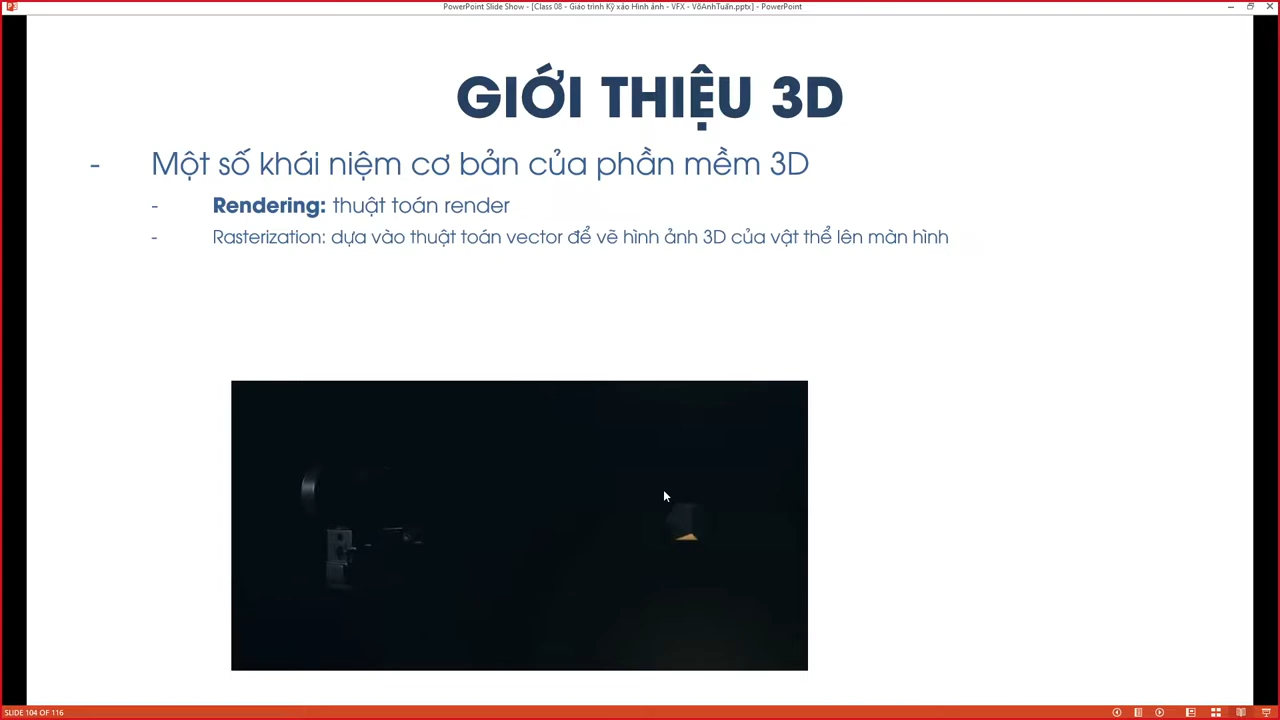 PowerPoint Slide Show - [Class 08 - Giáo trình Kỹ xảo Hình ảnh - VFX - VõAnhTuấn.pptx] - PowerPoint
GIỚI THIỆU 3D
- Một số khái niệm cơ bản của phần mềm 3D
- Rendering: thuật toán render
- Rasterization: dựa vào thuật toán vector để vẽ hình ảnh 3D của vật thể lên màn hình
SLIDE 104 OF 116